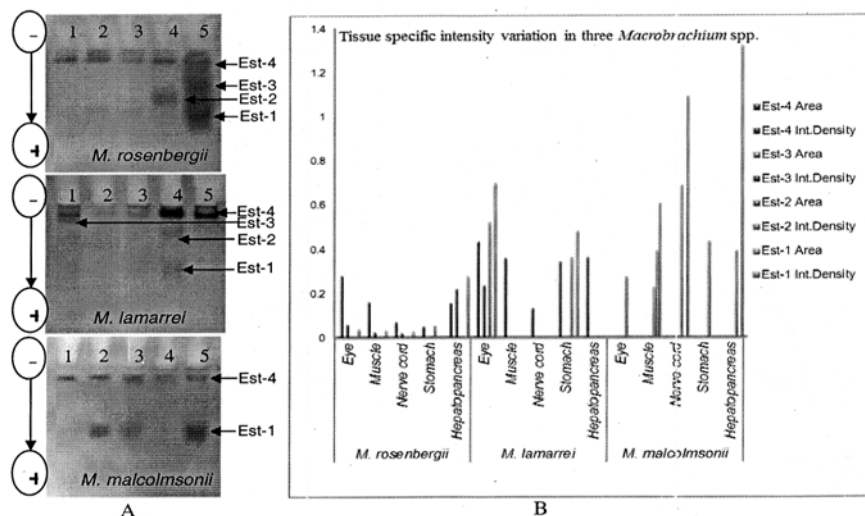 1 2 3 4 5
Est-4
Est-3
Est-2
Est-1
M. rosenbergii
1 2 3 4 5
Est-4
Est-3
Est-2
Est-1
M. lamarrei
1 2 3 4 5
Est-4
Est-1
M. malcolmsonii
A
Tissue specific intensity variation in three Macrobrachium spp.
1.4
1.2
1
0.8
0.6
0.4
0.2
0
Eye
Muscle
Nerve cord
Stomach
Hepatopancreas
Eye
Muscle
Nerve cord
Stomach
Hepatopancreas
Eye
Muscle
Nerve cord
Stomach
Hepatopancreas
M. rosenbergii
M. lamarrei
M. malcolmsonii
Est-4 Area
Est-4 Int.Density
Est-3 Area
Est-3 Int.Density
Est-2 Area
Est-2 Int.Density
Est-1 Area
Est-1 Int.Density
B